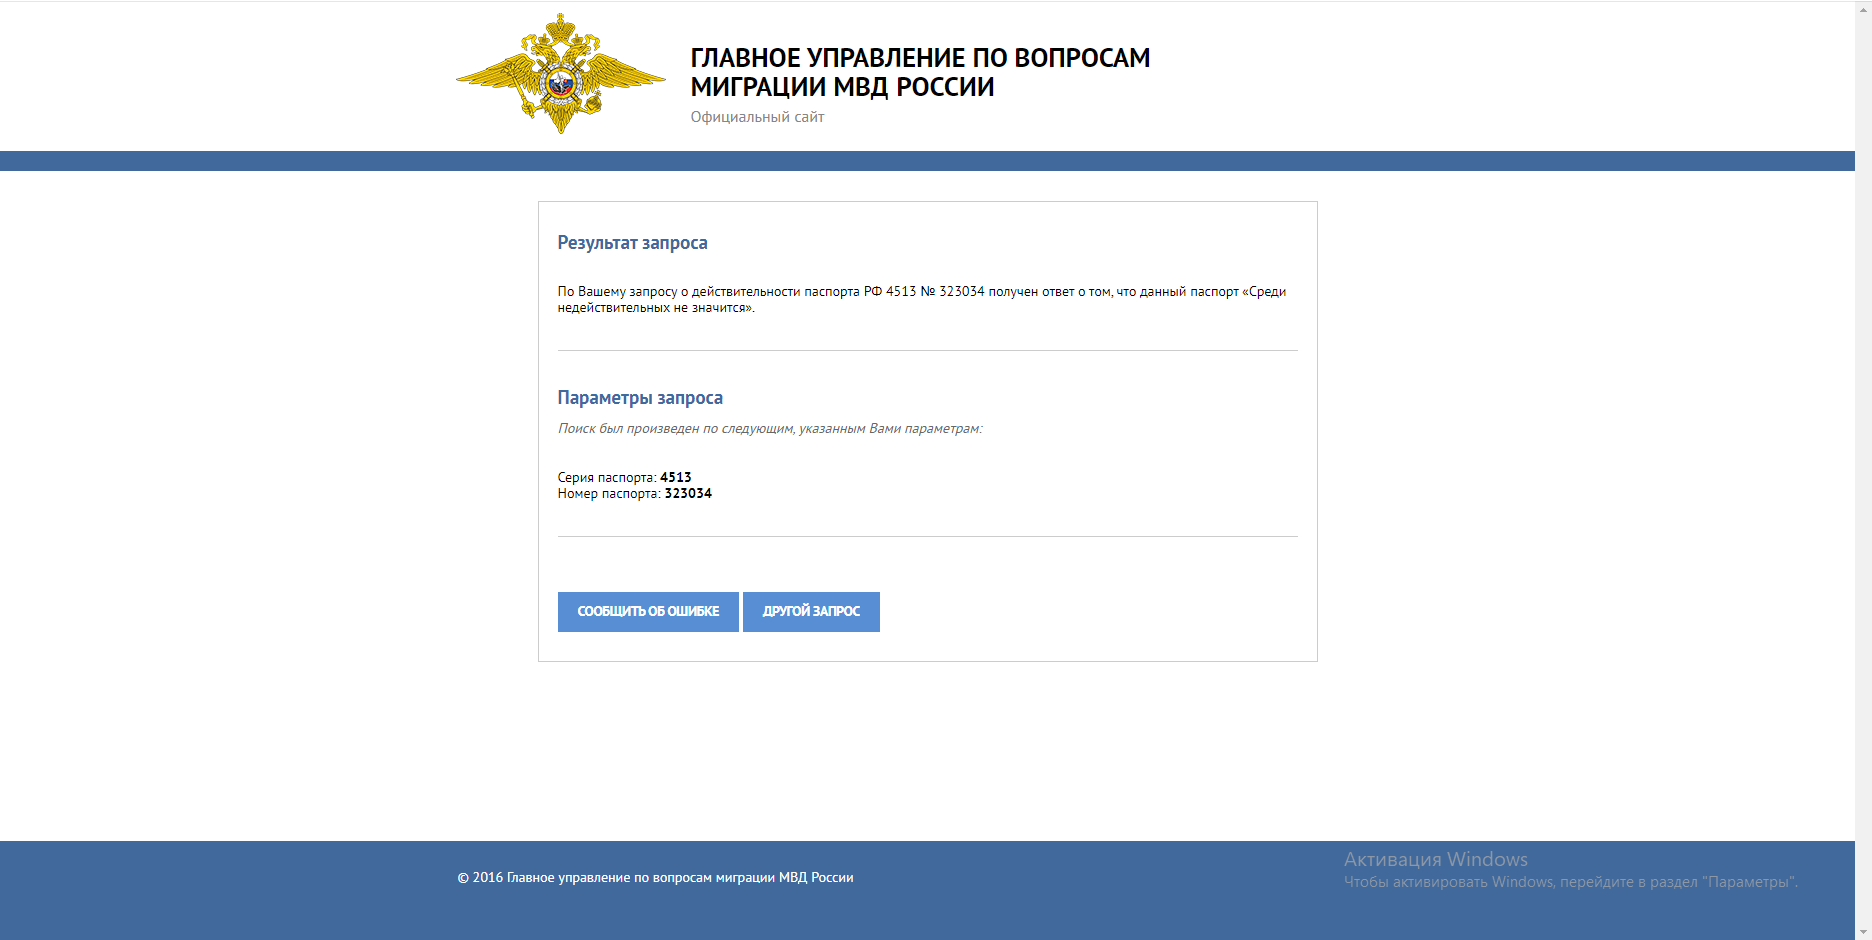 ГЛАВНОЕ УПРАВЛЕНИЕ ПО ВОПРОСАМ
МИГРАЦИИ МВД РОССИИ
Официальный сайт
Результат запроса
По Вашему запросу о действительности паспорта РФ 4513 № 323034 получен ответ о том, что данный паспорт «Среди
недействительных не значится».
Параметры запроса
Поиск был произведен по следующим, указанным Вами параметрам:
Серия паспорта: 4513
Номер паспорта: 323034
СООБЩИТЬ ОБ ОШИБКЕ ДРУГОЙ ЗАПРОС
© 2016 Главное управление по вопросам миграции МВД России
Активация Windows
Чтобы активировать Windows, перейдите в раздел "Параметры".